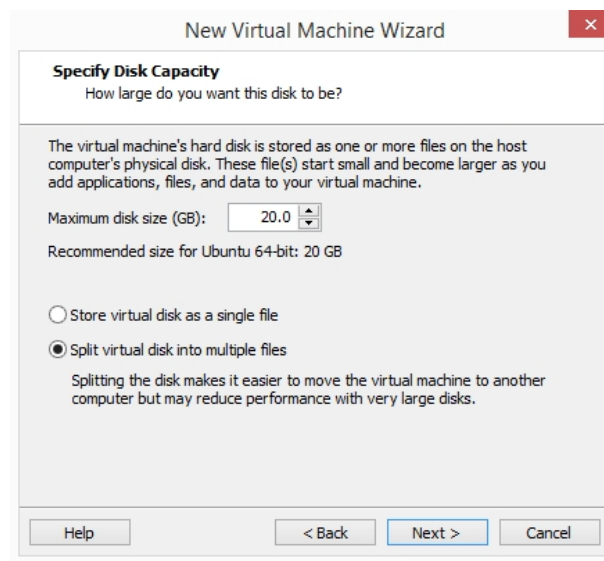 New Virtual Machine Wizard
Specify Disk Capacity
How large do you want this disk to be?
The virtual machine's hard disk is stored as one or more files on the host
computer's physical disk. These file(s) start small and become larger as you
add applications, files, and data to your virtual machine.
Maximum disk size (GB): 20.0
Recommended size for Ubuntu 64-bit: 20 GB
Store virtual disk as a single file
Split virtual disk into multiple files
Splitting the disk makes it easier to move the virtual machine to another
computer but may reduce performance with very large disks.
Help < Back Next > Cancel